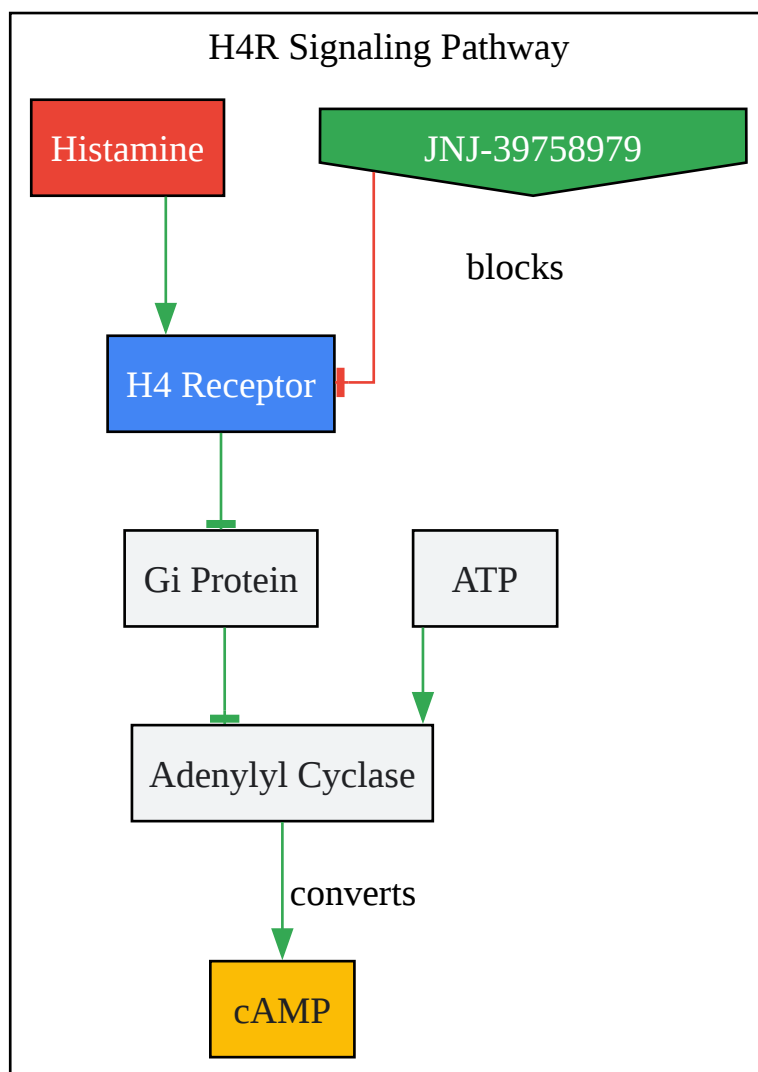 H4R Signaling Pathway
Histamine
JNJ-39758979
blocks
H4 Receptor
Gi Protein
ATP
Adenylyl Cyclase
converts
cAMP